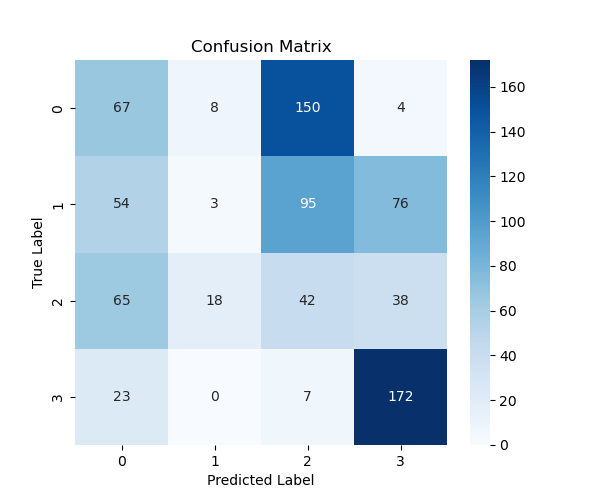 Confusion Matrix
0 67 8 150 4
1 54 3 95 76
2 65 18 42 38
3 23 0 7 172
0 1 2 3
True Label
Predicted Label
160
140
120
100
80
60
40
20
0